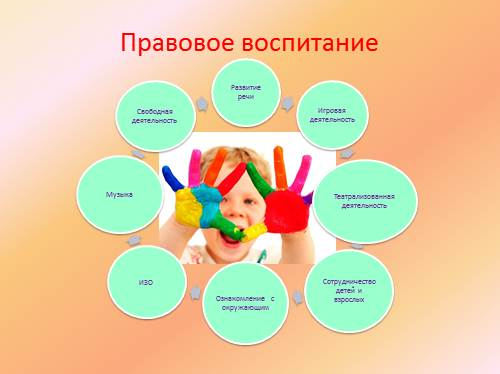 Правовое воспитание
Развитие
речи
Игровая
деятельность
Театрализованная
деятельность
Сотрудничество
детей и
взрослых
Ознакомление с
окружающим
ИЗО
Музыка
Свободная
деятельность